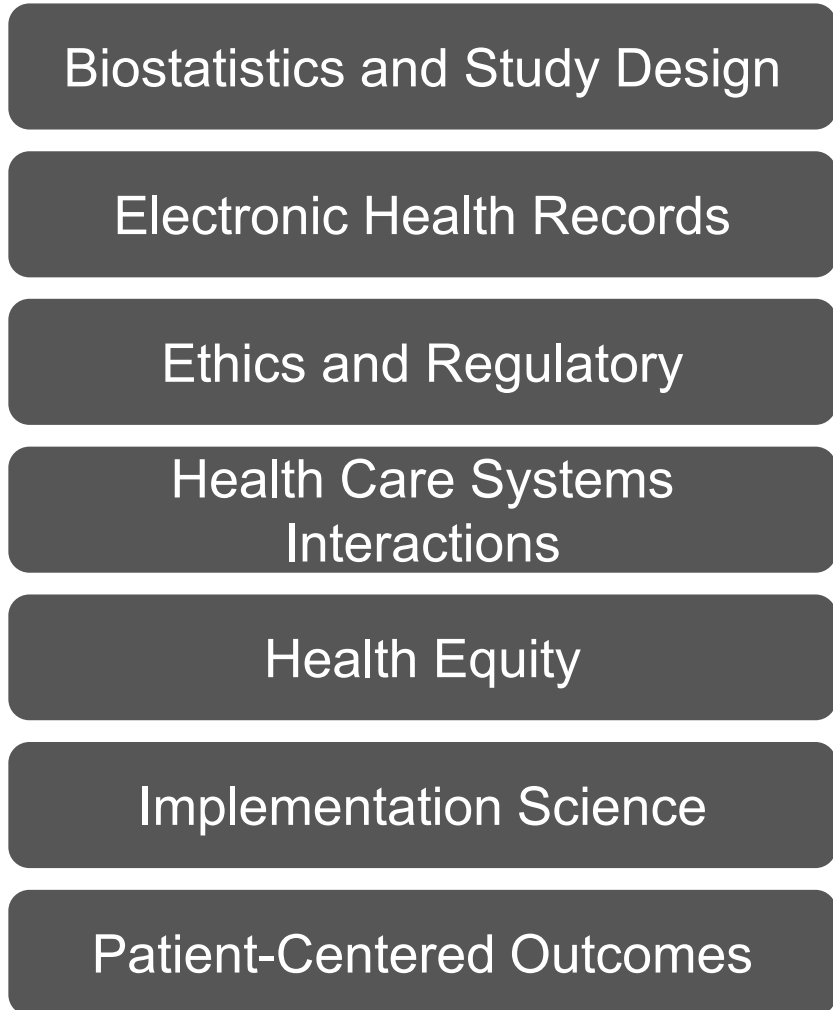 Biostatistics and Study Design
Electronic Health Records
Ethics and Regulatory
Health Care Systems
Interactions
Health Equity
Implementation Science
Patient-Centered Outcomes